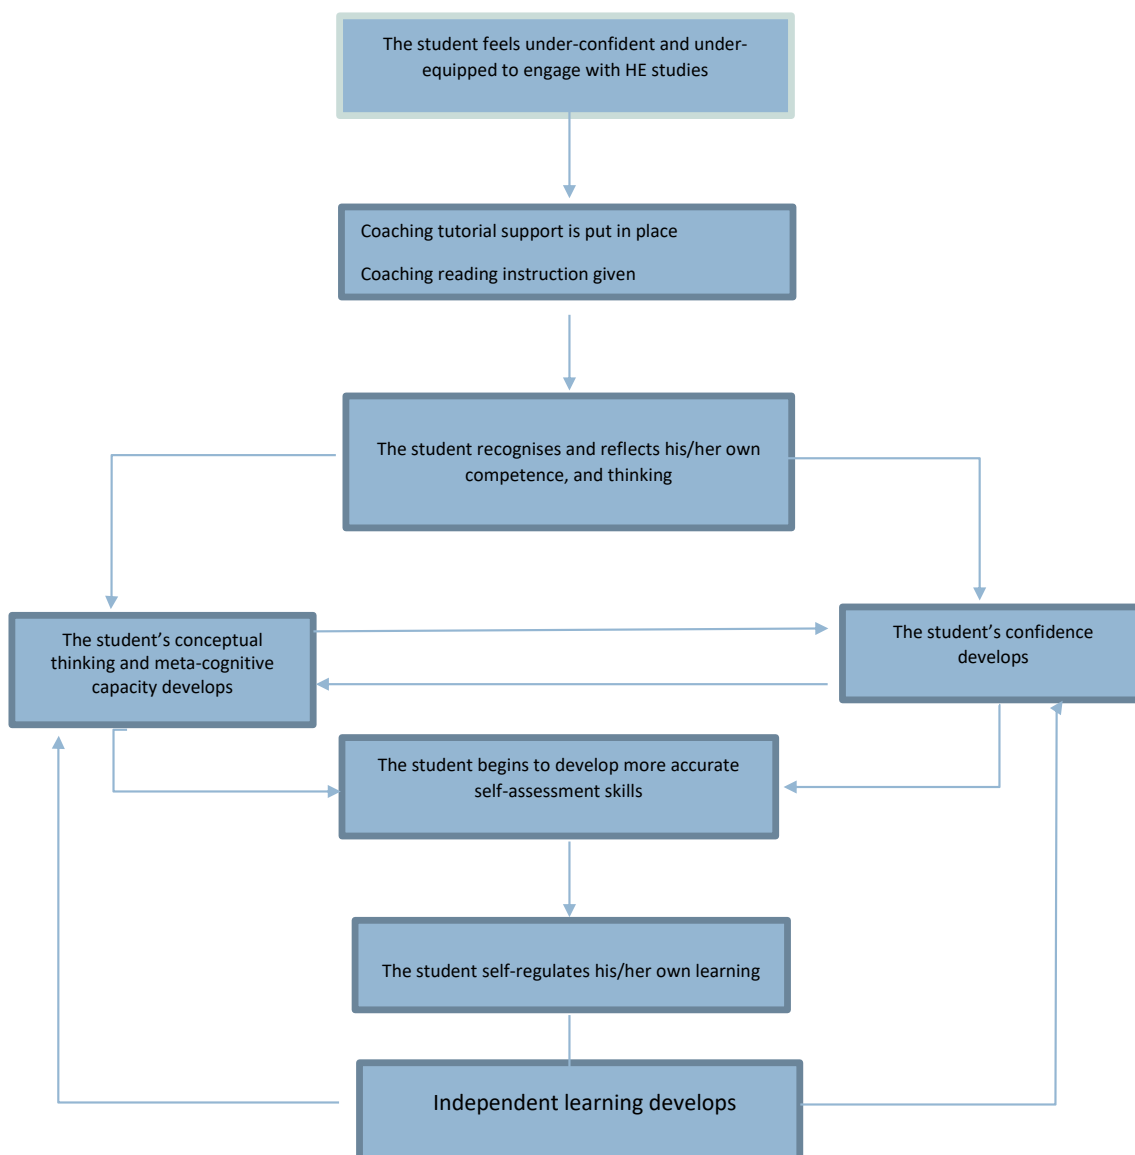 The student feels under-confident and under-
equipped to engage with HE studies
Coaching tutorial support is put in place
Coaching reading instruction given
The student recognises and reflects his/her own
competence, and thinking
The student’s conceptual
thinking and meta-cognitive
capacity develops
The student’s confidence
develops
The student begins to develop more accurate
self-assessment skills
The student self-regulates his/her own learning
Independent learning develops